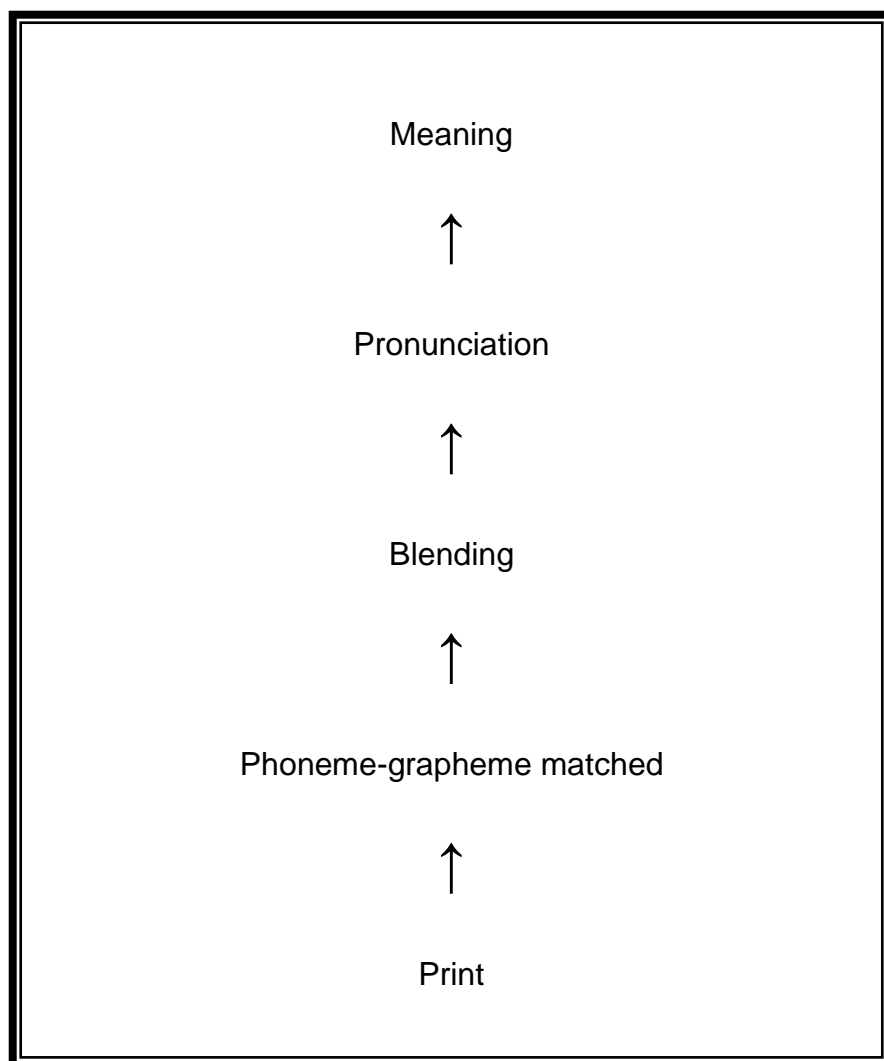 Meaning
↑
Pronunciation
↑
Blending
↑
Phoneme-grapheme matched
↑
Print